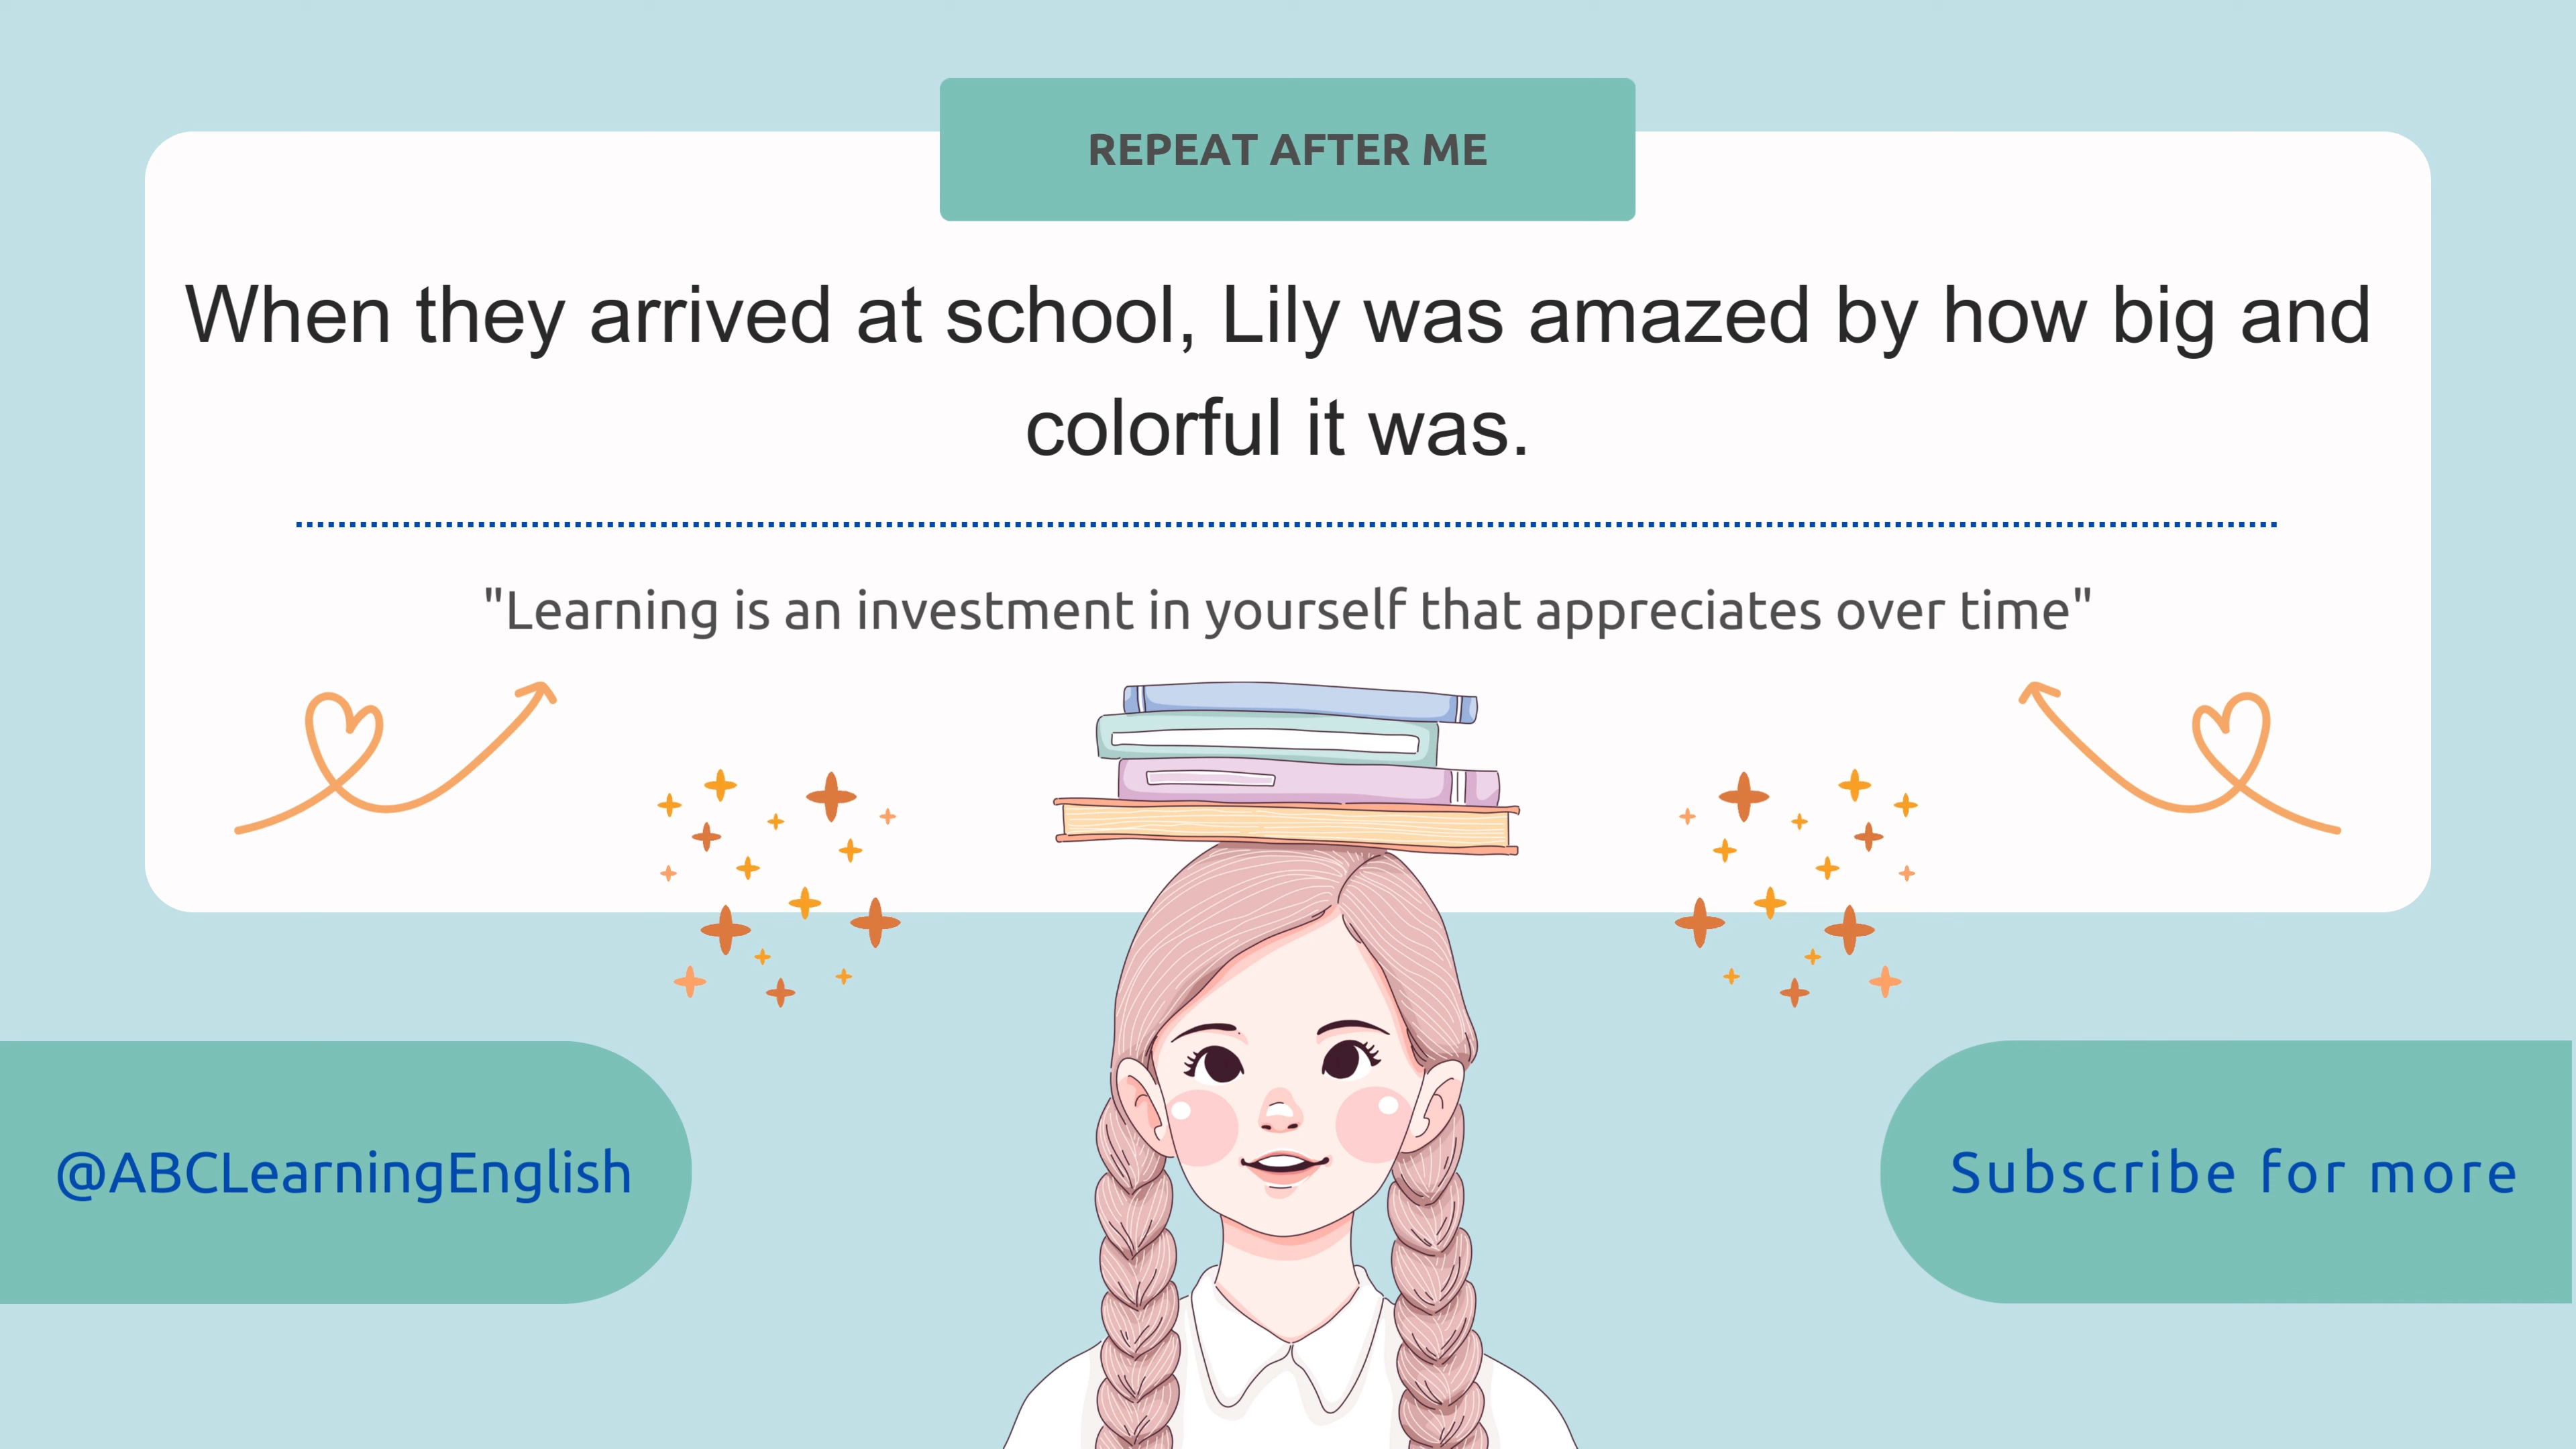 REPEAT AFTER ME
When they arrived at school, Lily was amazed by how big and
colorful it was.
"Learning is an investment in yourself that appreciates over time"
@ABCLearningEnglish
Subscribe for more